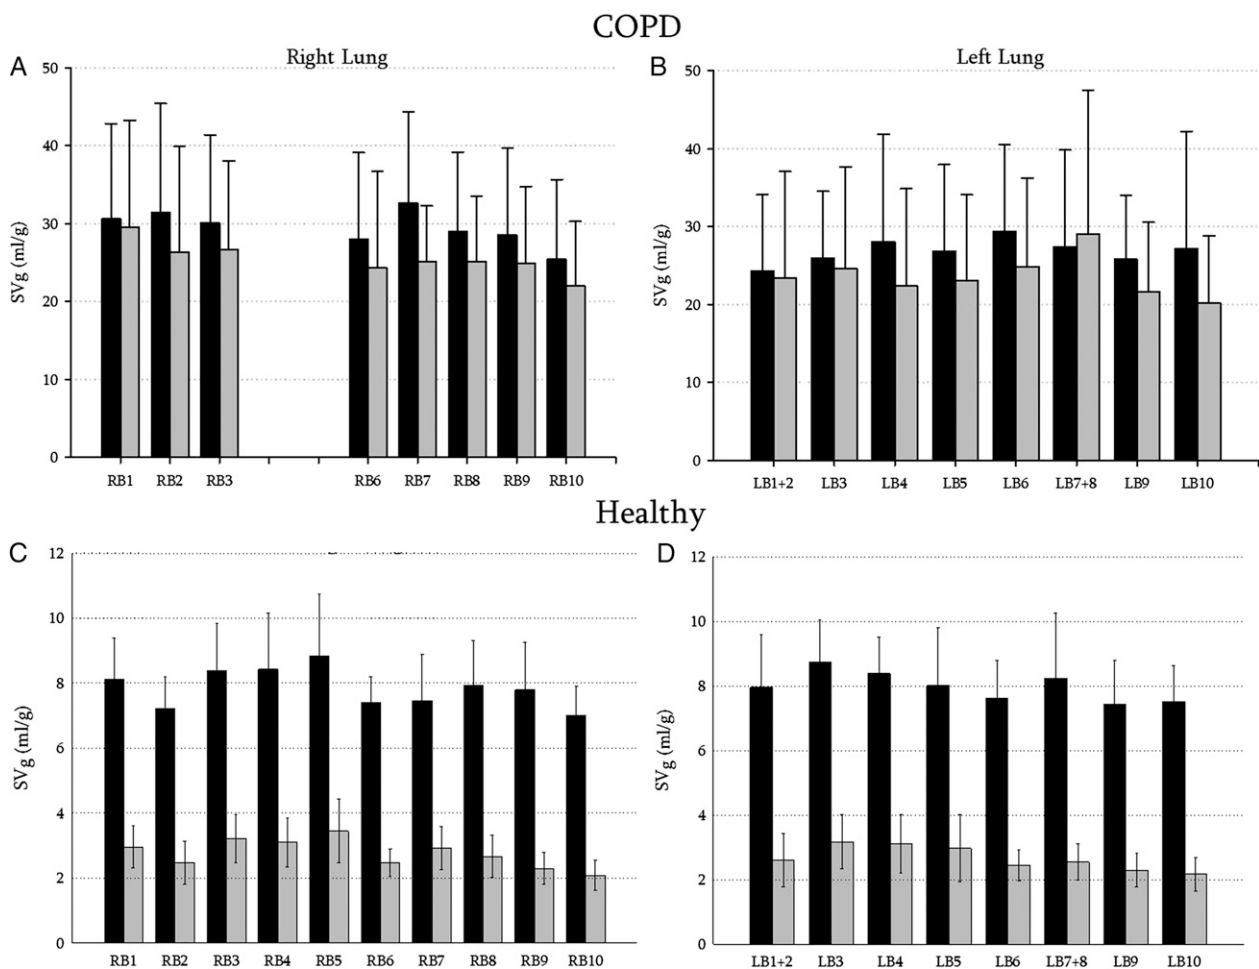 COPD
A
Right Lung
50
40
30
20
10
0
SVg (ml/g)
RB1 RB2 RB3 RB6 RB7 RB8 RB9 RB10
B
Left Lung
50
40
30
20
10
0
SVg (ml/g)
LB1+2 LB3 LB4 LB5 LB6 LB7+8 LB9 LB10
Healthy
C
12
10
8
6
4
2
0
SVg (ml/g)
RB1 RB2 RB3 RB4 RB5 RB6 RB7 RB8 RB9 RB10
D
12
10
8
6
4
2
0
SVg (ml/g)
LB1+2 LB3 LB4 LB5 LB6 LB7+8 LB9 LB10